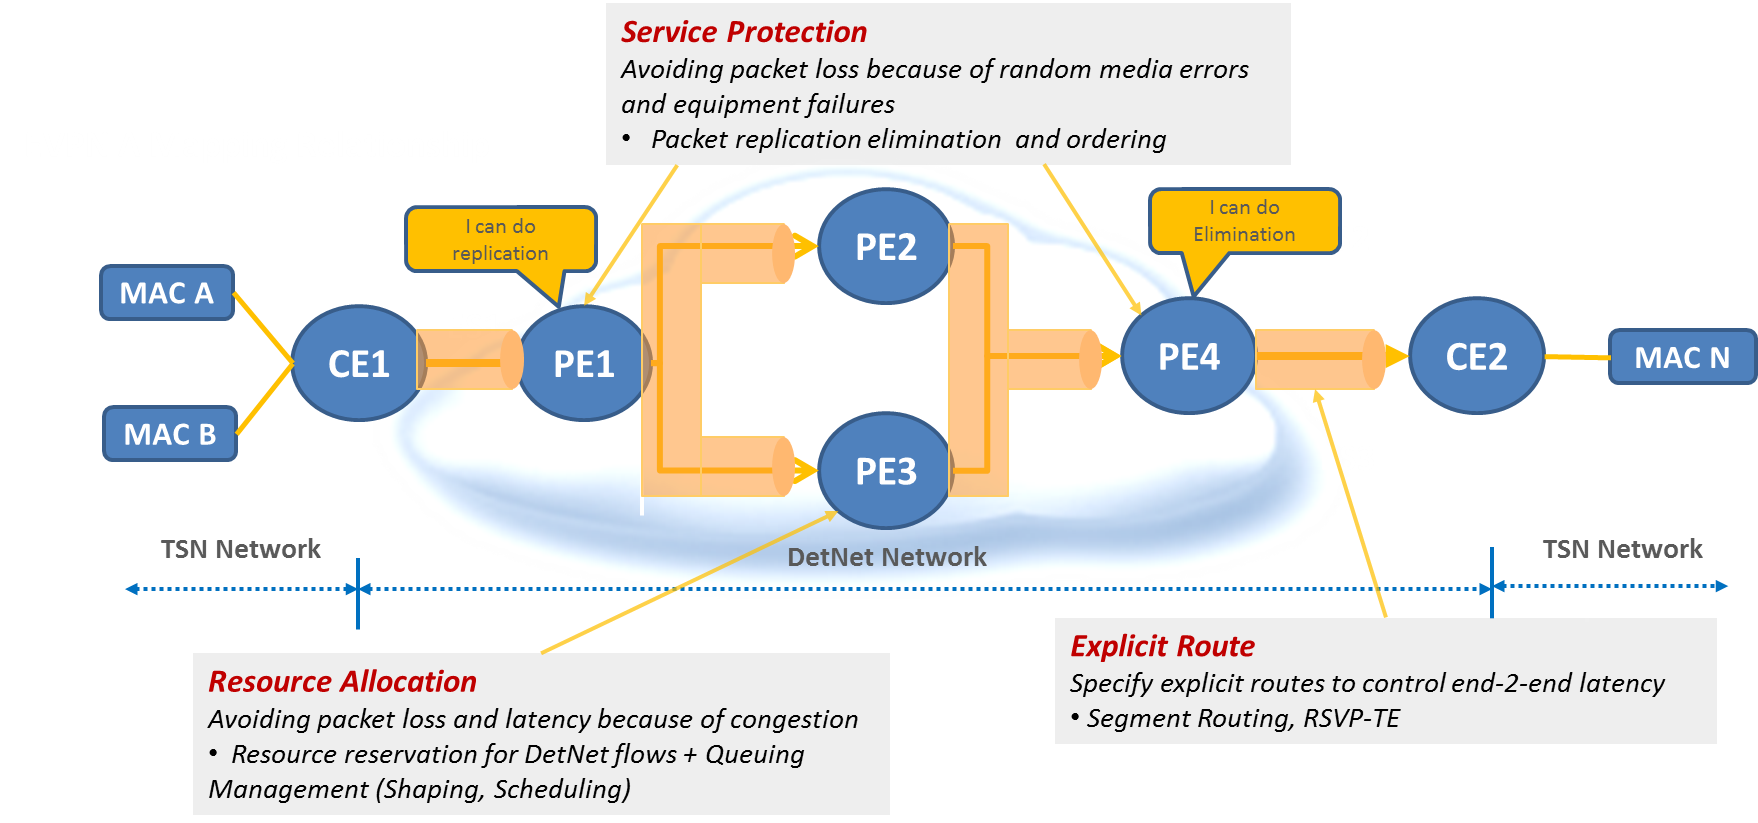 Service Protection
Avoiding packet loss because of random media errors
and equipment failures
• Packet replication elimination and ordering
I can do
replication
I can do
Elimination
MAC A
MAC B
CE1
PE1
PE2
PE3
PE4
CE2
MAC N
TSN Network
DetNet Network
TSN Network
Resource Allocation
Avoiding packet loss and latency because of congestion
• Resource reservation for DetNet flows + Queuing
Management (Shaping, Scheduling)
Explicit Route
Specify explicit routes to control end-2-end latency
• Segment Routing, RSVP-TE